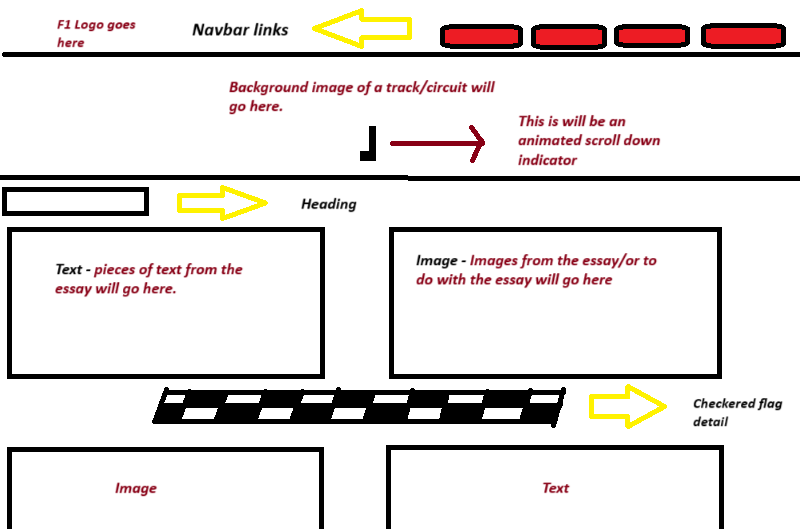 F1 Logo goes
here
Navbar links
Background image of a track/circuit will
go here.
This is will be an
animated scroll down
indicator
Heading
Text - pieces of text from the
essay will go here.
Image - Images from the essay/or to
do with the essay will go here
Checkered flag
detail
Image
Text